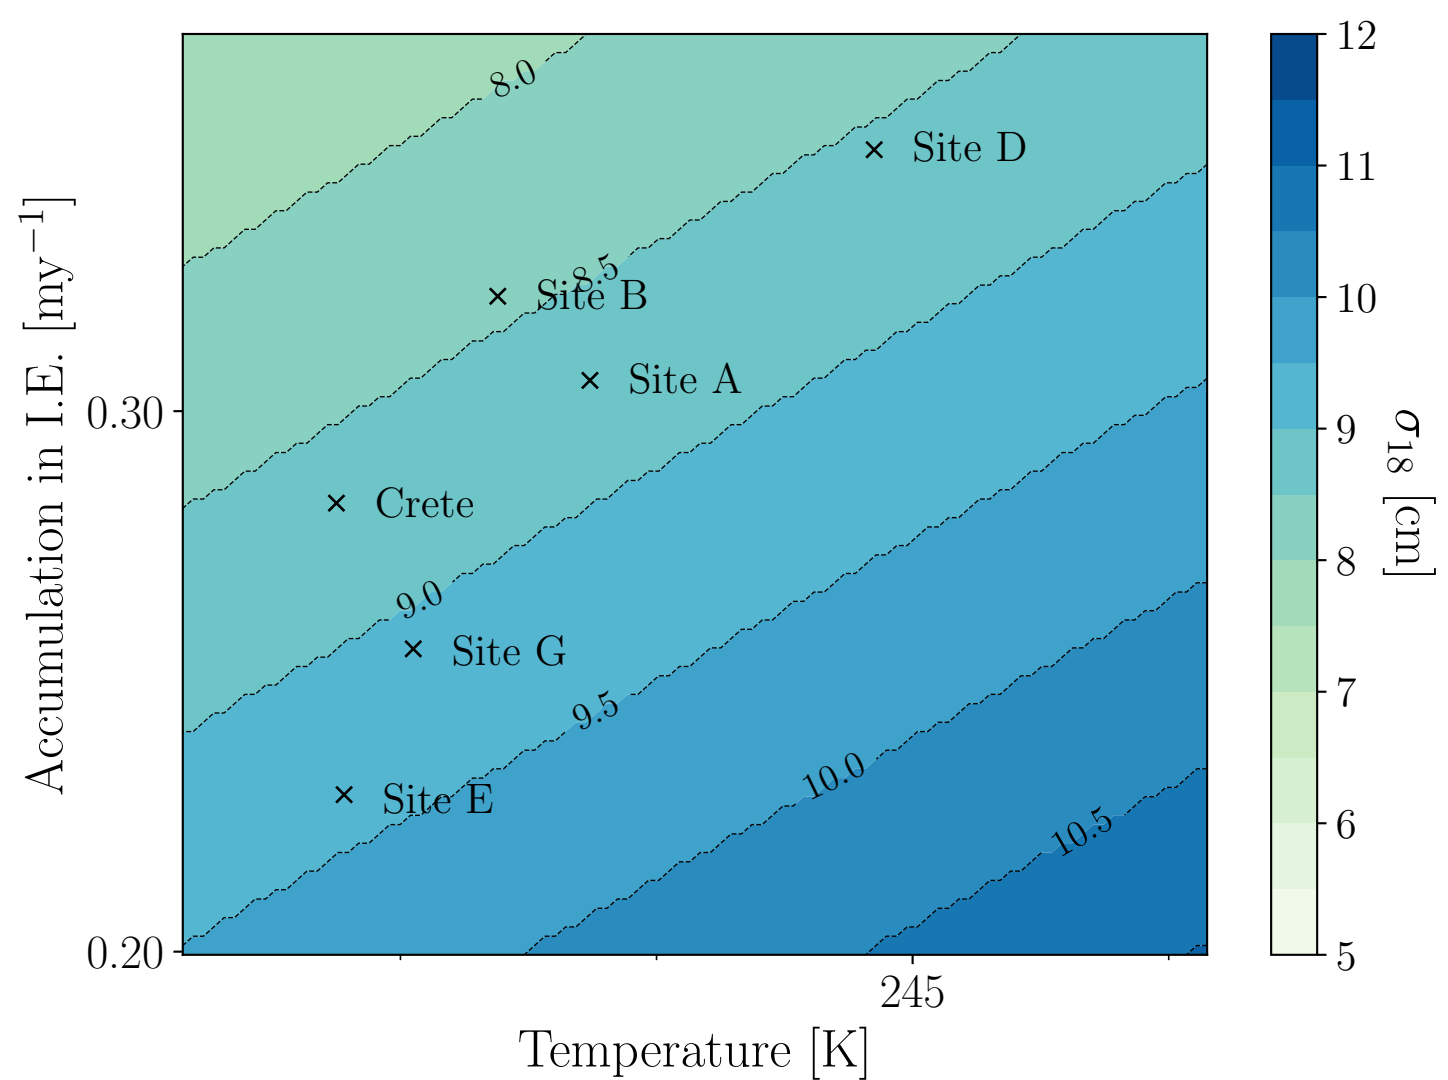 8.0
Site D
8.5
Site B
Site A
Crete
9.0
Site G
9.5
Site E
10.0
10.5
0.30
0.20
Accumulation in I.E. [my⁻¹]
245
Temperature [K]
12
11
10
9
8
7
6
5
σ₁₈ [cm]